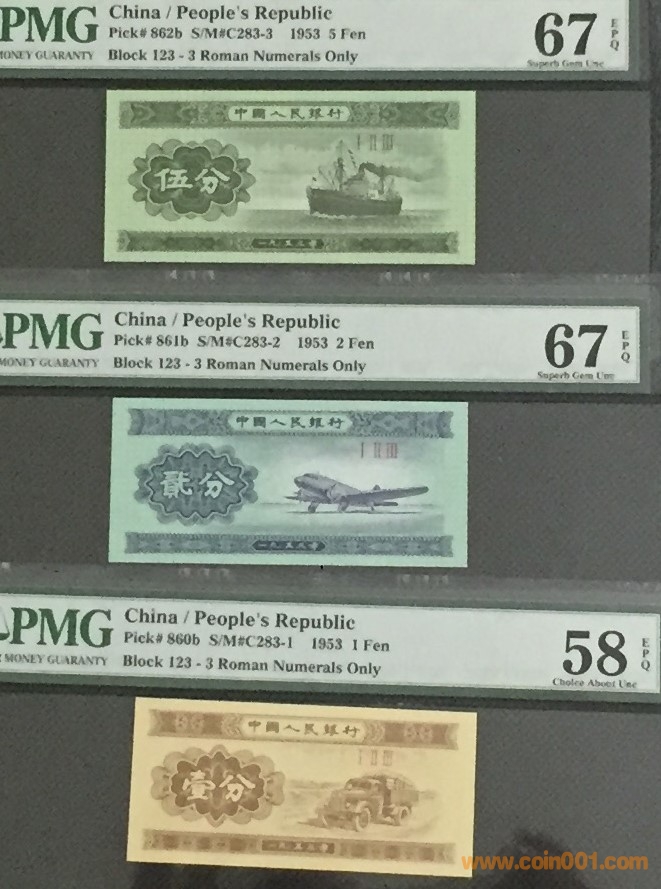 PMG
MONEY GUARANTY
China / People's Republic
Pick# 862b S/M#C283-3 1953 5 Fen
Block 123 - 3 Roman Numerals Only
67
EPQ
Superb Gem Unc
中國人民銀行
I II III
伍分
一九五三年
PMG
MONEY GUARANTY
China / People's Republic
Pick# 861b S/M#C283-2 1953 2 Fen
Block 123 - 3 Roman Numerals Only
67
EPQ
Superb Gem Unc
中國人民銀行
I II III
貳分
一九五三年
PMG
MONEY GUARANTY
China / People's Republic
Pick# 860b S/M#C283-1 1953 1 Fen
Block 123 - 3 Roman Numerals Only
58
EPQ
Choice About Unc
中國人民銀行
I II III
壹分
一九五三年
www.coin001.com